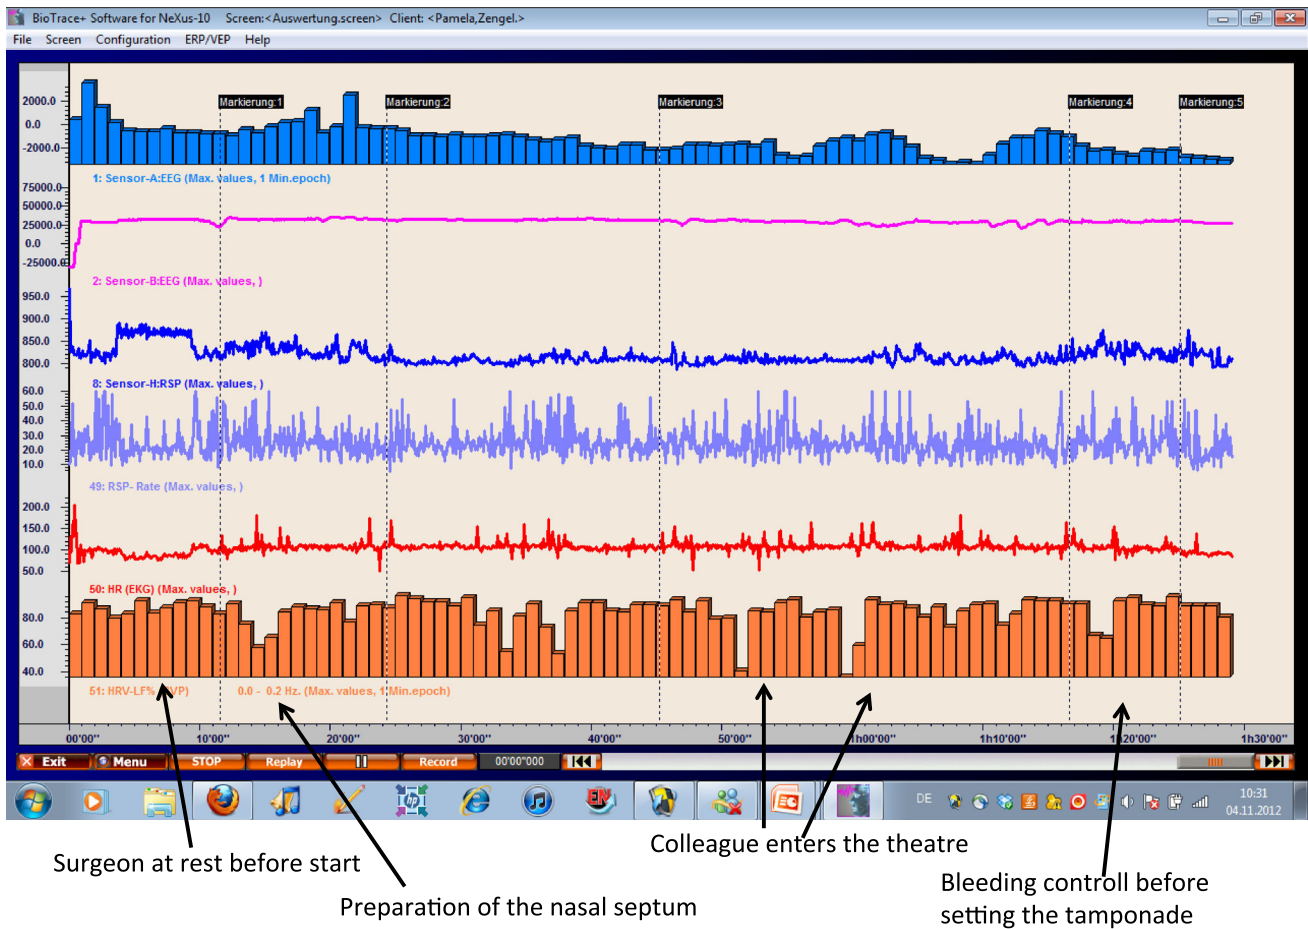 BioTrace+ Software for NeXus-10 Screen:<Auswertung.screen> Client: <Pamela,Zengel.>
File Screen Configuration ERP/VEP Help
Markierung:1 Markierung:2 Markierung:3 Markierung:4 Markierung:5
2000.0
0.0
-2000.0
1: Sensor-A:EEG (Max. values, 1 Min.epoch)
75000.0
50000.0
25000.0
0.0
-25000.0
2: Sensor-B:EEG (Max. values, )
950.0
900.0
850.0
800.0
8: Sensor-H:RSP (Max. values, )
60.0
50.0
40.0
30.0
20.0
10.0
49: RSP- Rate (Max. values, )
200.0
150.0
100.0
50.0
50: HR (EKG) (Max. values, )
80.0
60.0
40.0
51: HRV-LF% VP) 0.0 - 0.2 Hz. (Max. values, 1 Min.epoch)
00'00" 10'00" 20'00" 30'00" 40'00" 50'00" 1h00'00" 1h10'00" 1h20'00" 1h30'00"
Exit Menu STOP Replay Record 00'00"000
DE 10:31
04.11.2012
Surgeon at rest before start
Preparation of the nasal septum
Colleague enters the theatre
Bleeding controll before
setting the tamponade